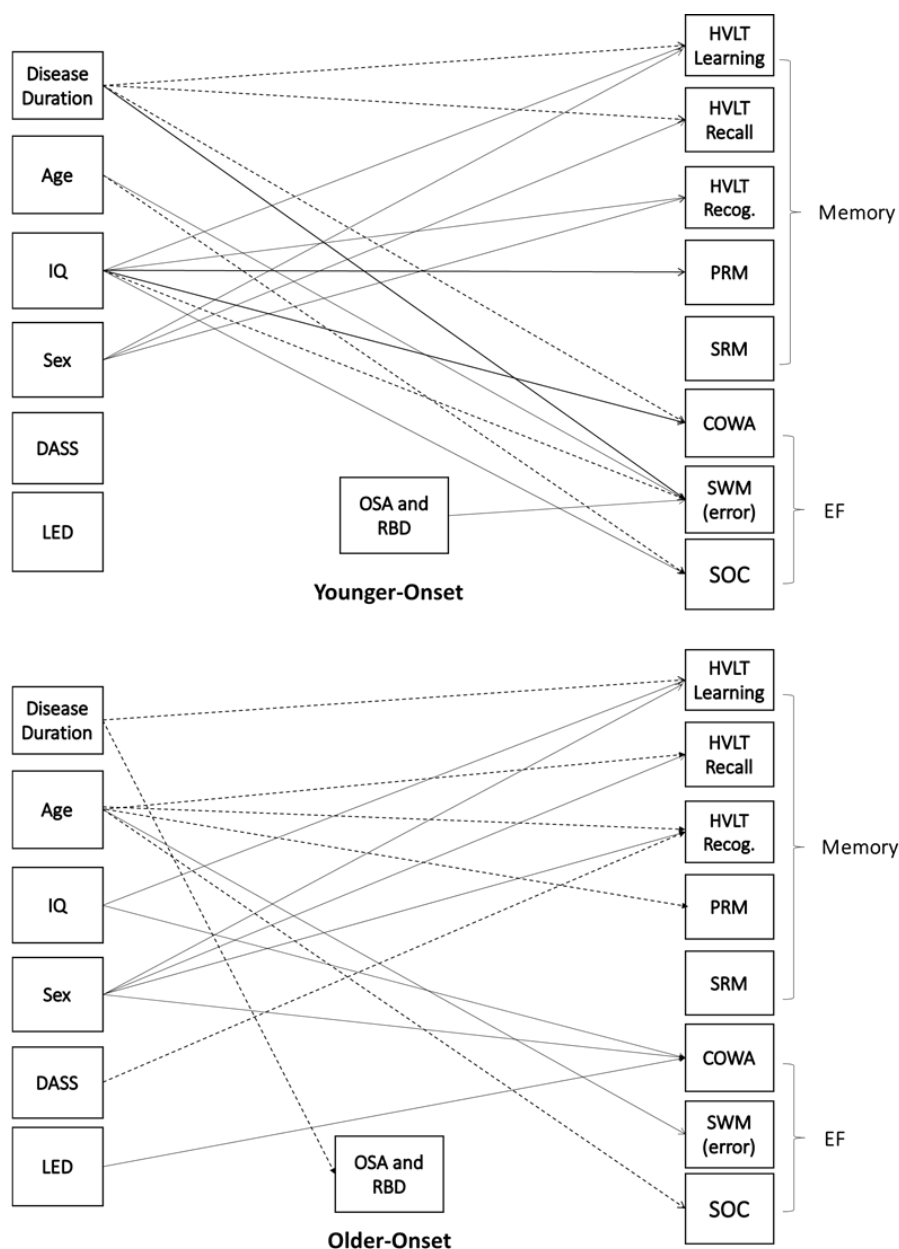 Disease
Duration
Age
IQ
Sex
DASS
LED
OSA and
RBD
Younger-Onset
HVLT
Learning
HVLT
Recall
HVLT
Recog.
PRM
SRM
COWA
SWM
(error)
SOC
Memory
EF
Disease
Duration
Age
IQ
Sex
DASS
LED
OSA and
RBD
Older-Onset
HVLT
Learning
HVLT
Recall
HVLT
Recog.
PRM
SRM
COWA
SWM
(error)
SOC
Memory
EF